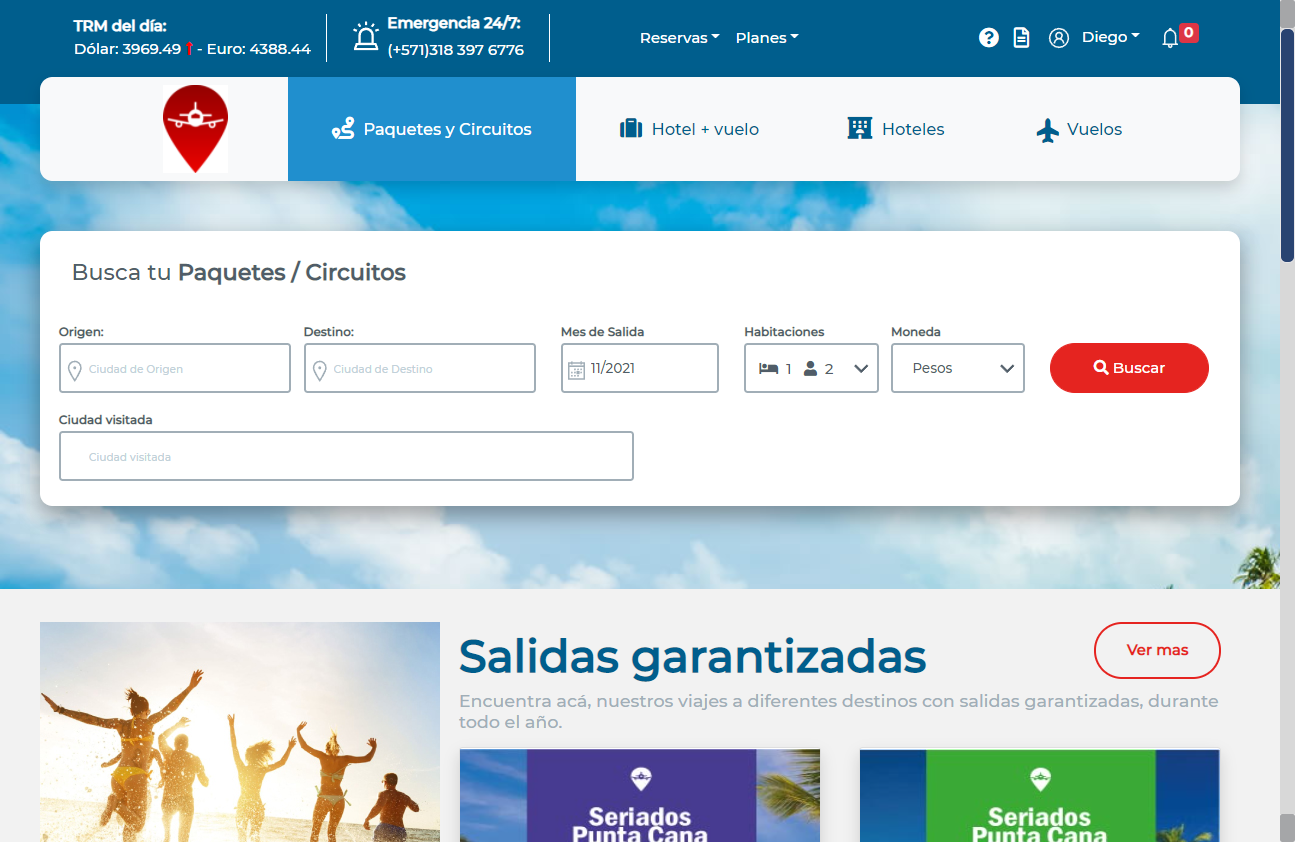 TRM del día:
Dólar: 3969.49 - Euro: 4388.44
Emergencia 24/7:
(+571)318 397 6776
Reservas
Planes
Diego
0
Paquetes y Circuitos
Hotel + vuelo
Hoteles
Vuelos
Busca tu Paquetes / Circuitos
Origen:
Destino:
Mes de Salida
Habitaciones
Moneda
Ciudad de Origen
Ciudad de Destino
11/2021
1 2
Pesos
Buscar
Ciudad visitada
Ciudad visitada
Salidas garantizadas
Ver mas
Encuentra acá, nuestros viajes a diferentes destinos con salidas garantizadas, durante
todo el año.
Seriados
Punta Cana
Seriados
Punta Cana